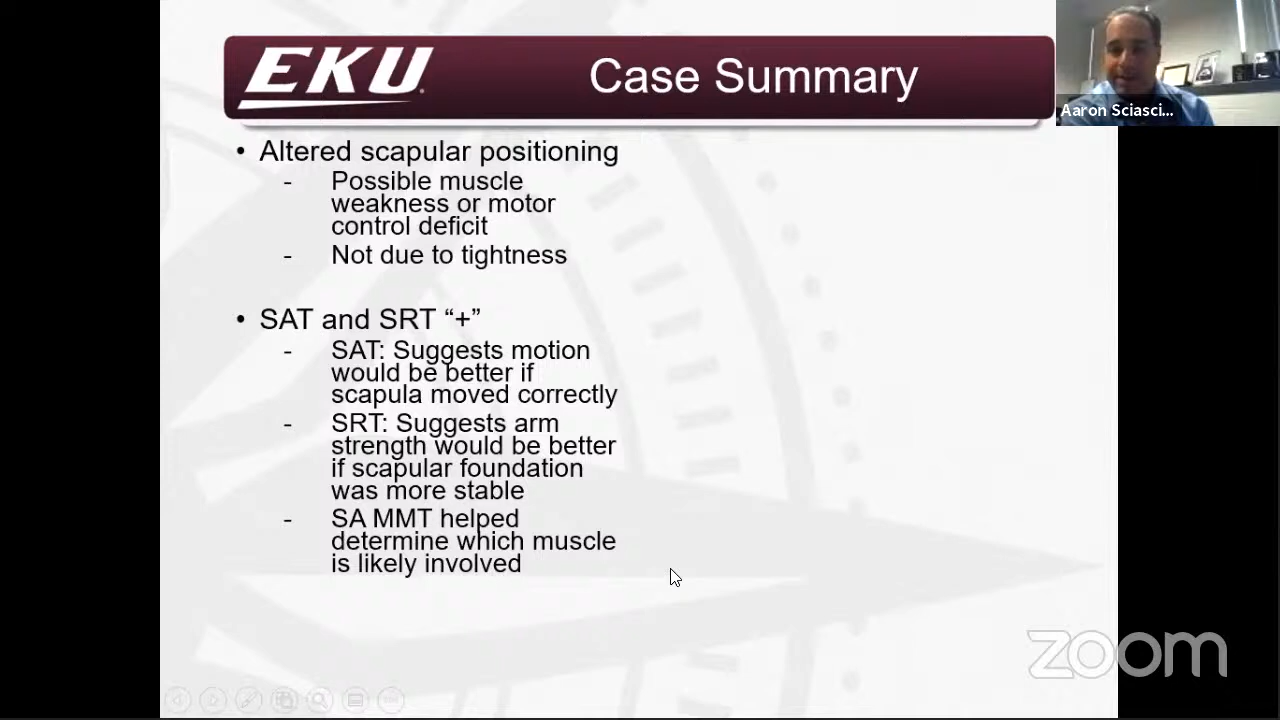 EKU
Case Summary
Aaron Sciasci...
• Altered scapular positioning
- Possible muscle
weakness or motor
control deficit
- Not due to tightness
• SAT and SRT “+”
- SAT: Suggests motion
would be better if
scapula moved correctly
- SRT: Suggests arm
strength would be better
if scapular foundation
was more stable
- SA MMT helped
determine which muscle
is likely involved
zoom